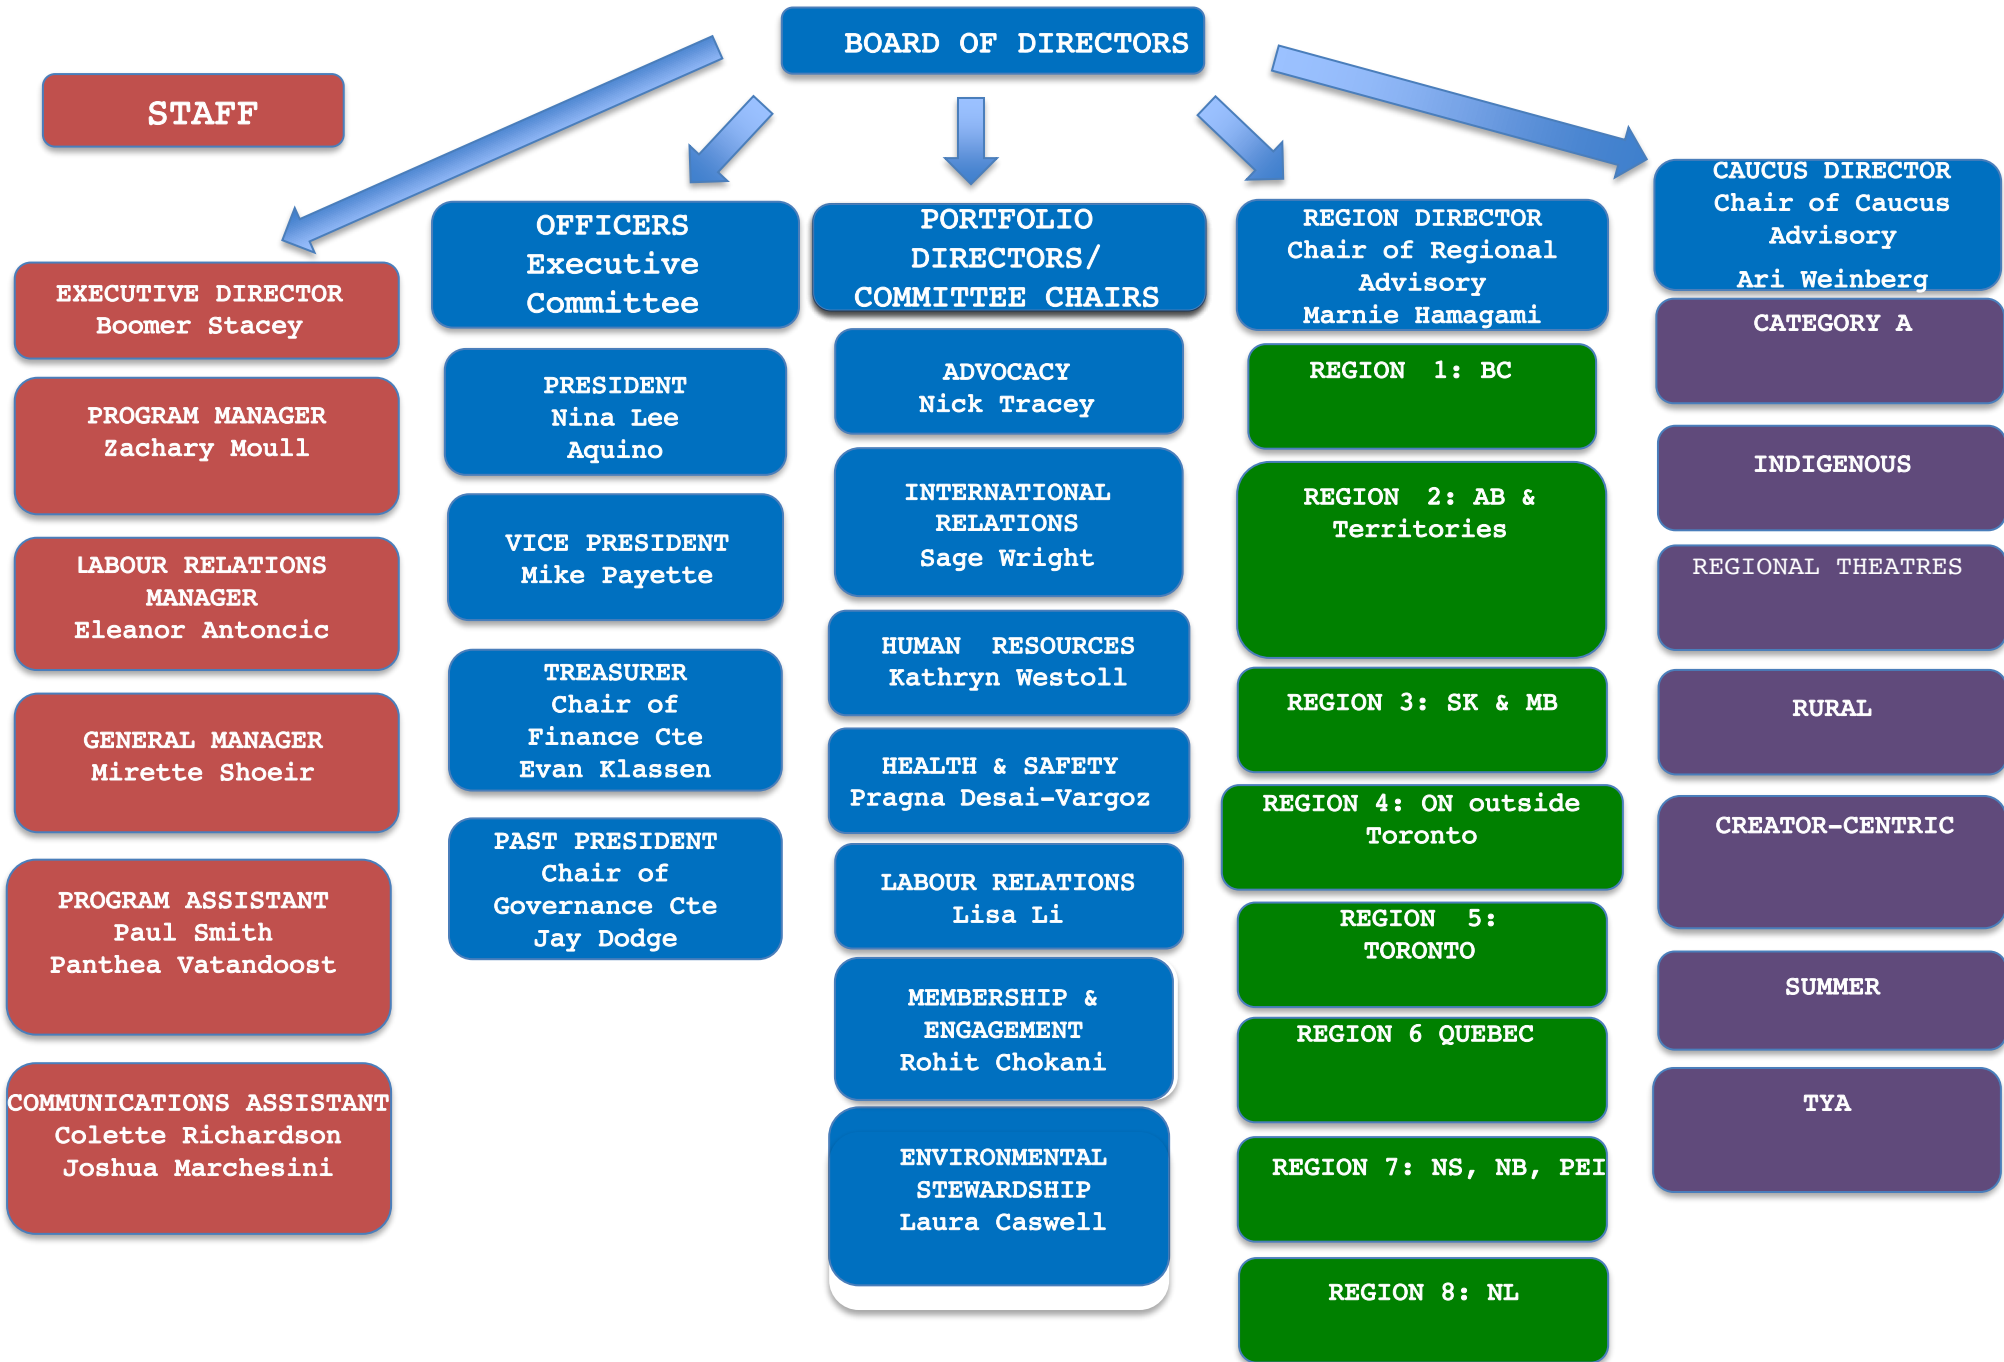 BOARD OF DIRECTORS
STAFF
EXECUTIVE DIRECTOR
Boomer Stacey
PROGRAM MANAGER
Zachary Moull
LABOUR RELATIONS
MANAGER
Eleanor Antoncic
GENERAL MANAGER
Mirette Shoeir
PROGRAM ASSISTANT
Paul Smith
Panthea Vatandoost
COMMUNICATIONS ASSISTANT
Colette Richardson
Joshua Marchesini
OFFICERS
Executive
Committee
PRESIDENT
Nina Lee
Aquino
VICE PRESIDENT
Mike Payette
TREASURER
Chair of
Finance Cte
Evan Klassen
PAST PRESIDENT
Chair of
Governance Cte
Jay Dodge
PORTFOLIO
DIRECTORS/
COMMITTEE CHAIRS
ADVOCACY
Nick Tracey
INTERNATIONAL
RELATIONS
Sage Wright
HUMAN RESOURCES
Kathryn Westoll
HEALTH & SAFETY
Pragna Desai-Vargoz
LABOUR RELATIONS
Lisa Li
MEMBERSHIP &
ENGAGEMENT
Rohit Chokani
ENVIRONMENTAL
STEWARDSHIP
Laura Caswell
REGION DIRECTOR
Chair of Regional
Advisory
Marnie Hamagami
REGION 1: BC
REGION 2: AB &
Territories
REGION 3: SK & MB
REGION 4: ON outside
Toronto
REGION 5:
TORONTO
REGION 6 QUEBEC
REGION 7: NS, NB, PEI
REGION 8: NL
CAUCUS DIRECTOR
Chair of Caucus
Advisory
Ari Weinberg
CATEGORY A
INDIGENOUS
REGIONAL THEATRES
RURAL
CREATOR-CENTRIC
SUMMER
TYA